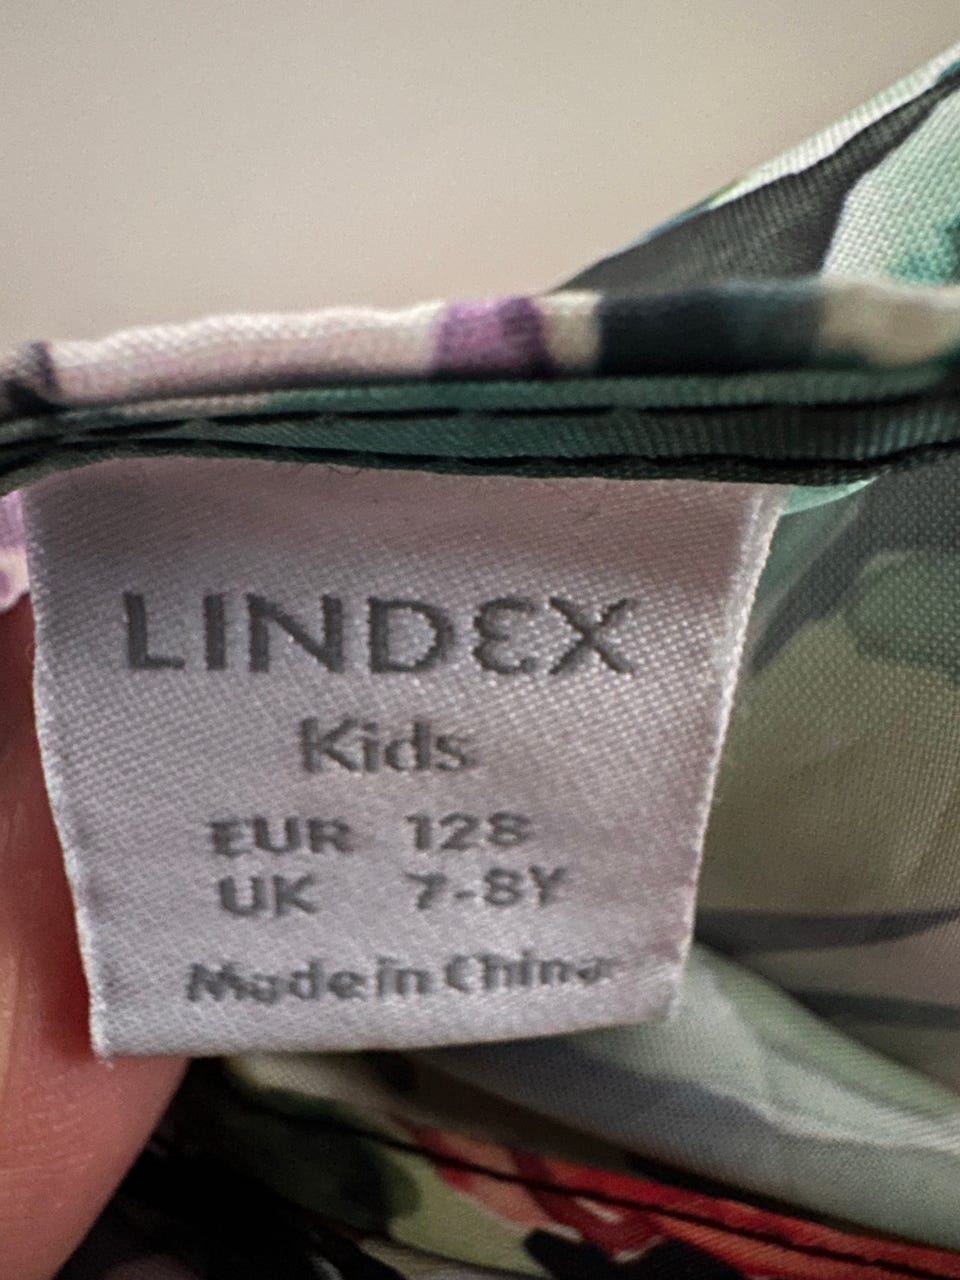 LINDEX
Kids
EUR 128
UK 7-8Y
Made in China